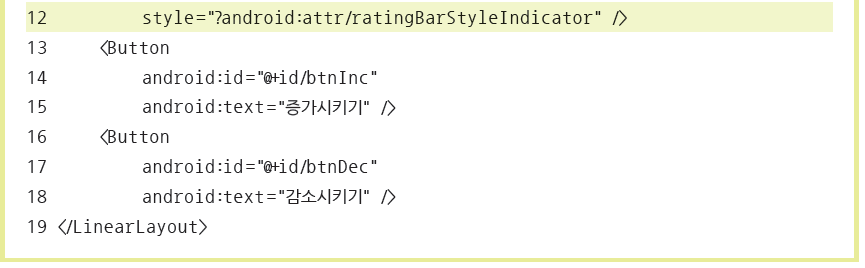 12 style="?android:attr/ratingBarStyleIndicator" />
13 <Button
14 android:id="@+id/btnInc"
15 android:text="증가시키기" />
16 <Button
17 android:id="@+id/btnDec"
18 android:text="감소시키기" />
19 </LinearLayout>